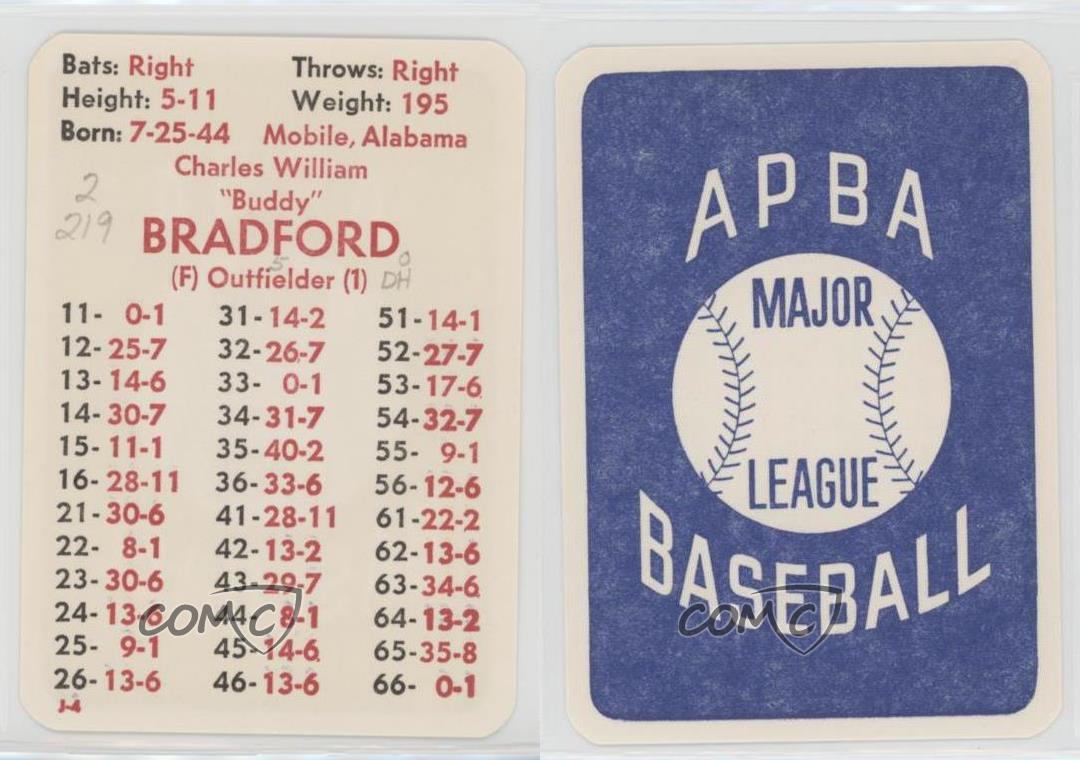 Bats: Right Throws: Right
Height: 5-11 Weight: 195
Born: 7-25-44 Mobile, Alabama
Charles William
"Buddy"
2
219
BRADFORD
(F) Outfielder (1)
5
0
DH
11- 0-1 31-14-2 51-14-1
12-25-7 32-26-7 52-27-7
13-14-6 33- 0-1 53-17-6
14-30-7 34-31-7 54-32-7
15-11-1 35-40-2 55- 9-1
16-28-11 36-33-6 56-12-6
21-30-6 41-28-11 61-22-2
22- 8-1 42-13-2 62-13-6
23-30-6 43-29-7 63-34-6
24-13-6 44- 8-1 64-13-2
25- 9-1 45-14-6 65-35-8
26-13-6 46-13-6 66- 0-1
J-4
COMC
APBA
MAJOR
LEAGUE
BASEBALL
COMC